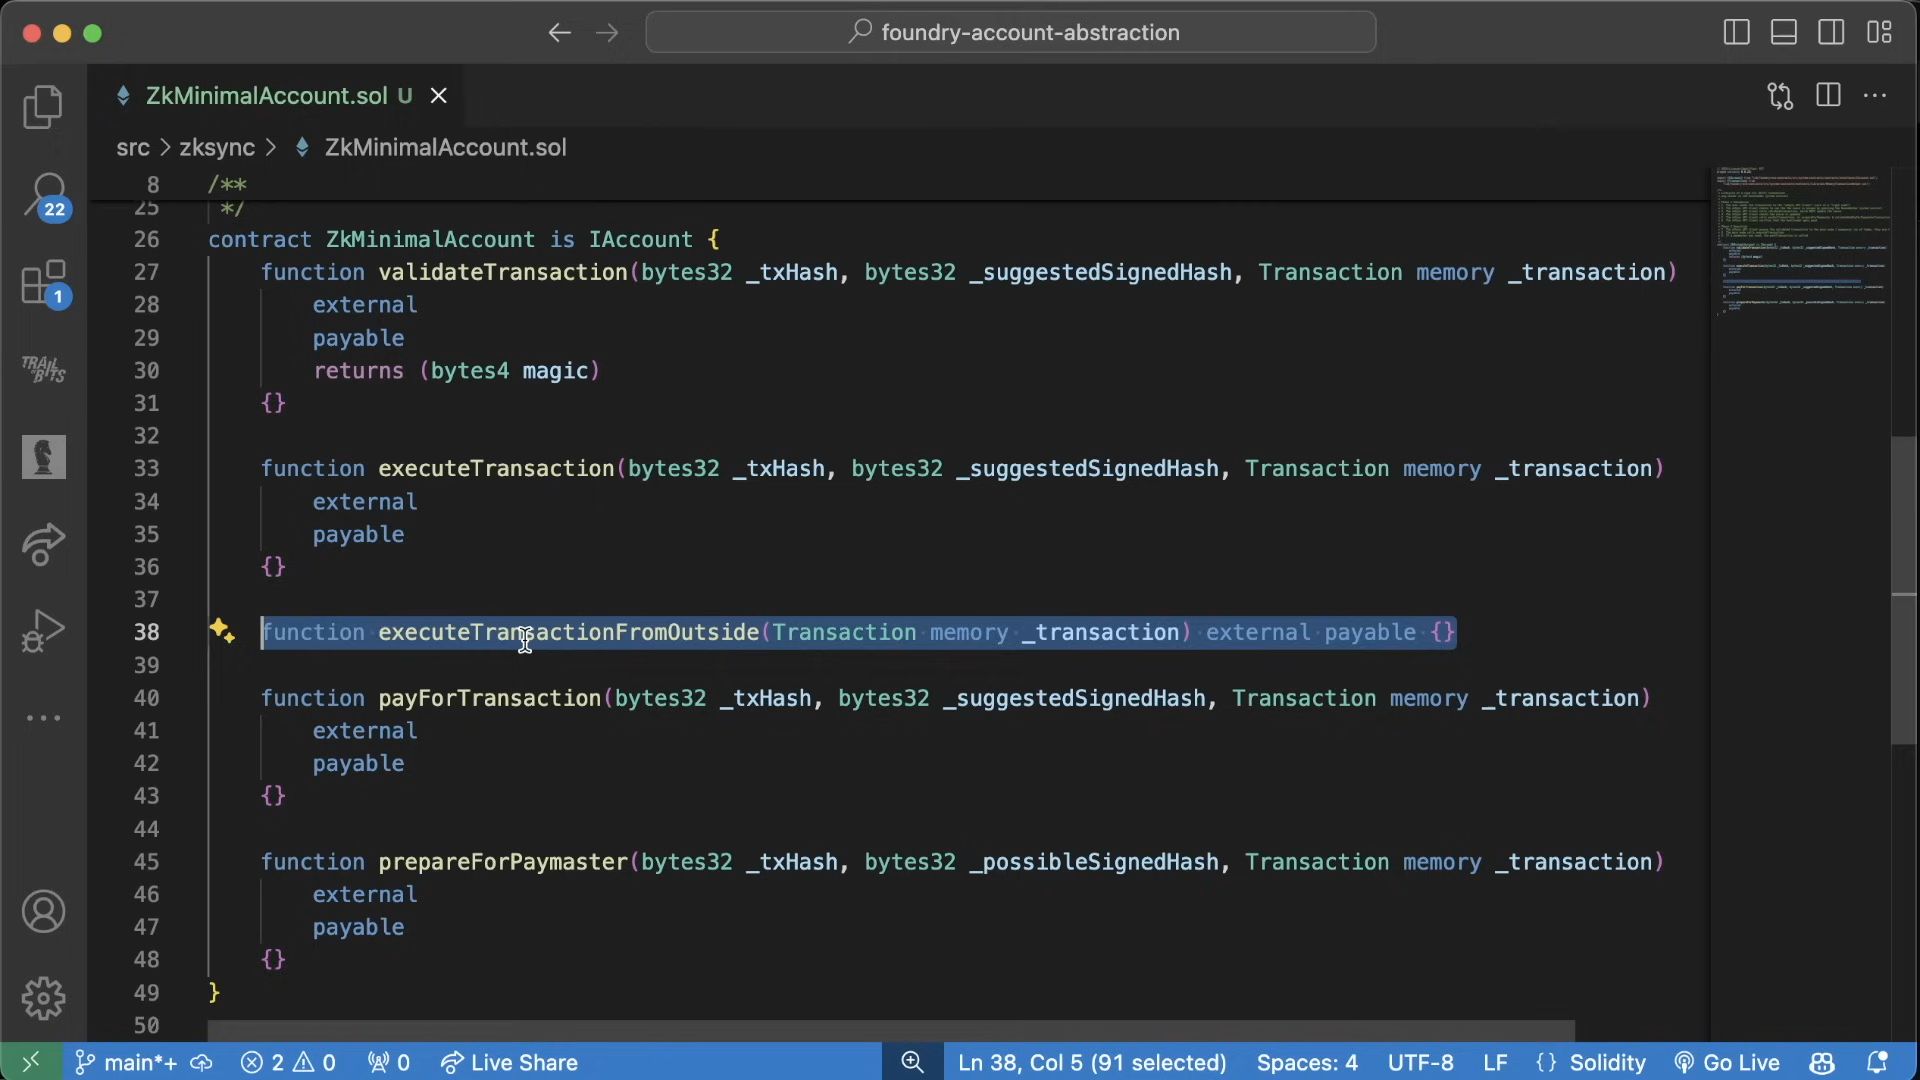 foundry-account-abstraction
ZkMinimalAccount.sol U
src > zksync > ZkMinimalAccount.sol
22
1
TRAIL OF BITS
8 /**
25 */
26 contract ZkMinimalAccount is IAccount {
27 function validateTransaction(bytes32 _txHash, bytes32 _suggestedSignedHash, Transaction memory _transaction)
28 external
29 payable
30 returns (bytes4 magic)
31 {}
32
33 function executeTransaction(bytes32 _txHash, bytes32 _suggestedSignedHash, Transaction memory _transaction)
34 external
35 payable
36 {}
37
38 function executeTransactionFromOutside(Transaction memory _transaction) external payable {}
39
40 function payForTransaction(bytes32 _txHash, bytes32 _suggestedSignedHash, Transaction memory _transaction)
41 external
42 payable
43 {}
44
45 function prepareForPaymaster(bytes32 _txHash, bytes32 _possibleSignedHash, Transaction memory _transaction)
46 external
47 payable
48 {}
49 }
50
main*+ 2 0 0 Live Share Ln 38, Col 5 (91 selected) Spaces: 4 UTF-8 LF {} Solidity Go Live